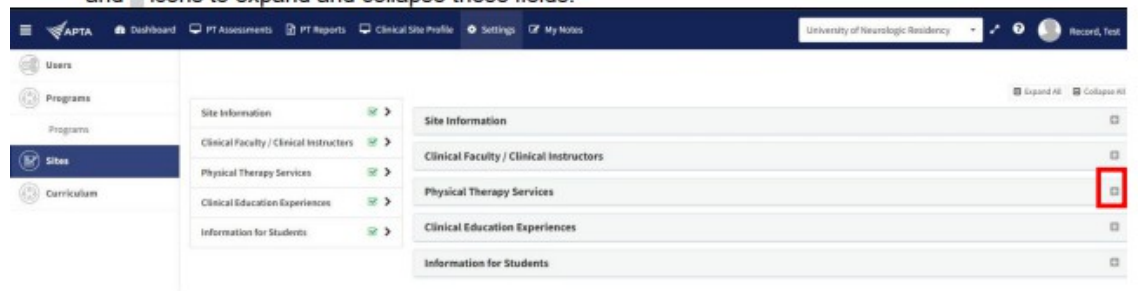 and icons to expand and collapse these fields.
APTA Dashboard PT Assessments PT Reports Clinical Site Profile Settings My Notes University of Neurologic Residency Record, Test
Users
Programs
Programs
Sites
Curriculum
Expand All Collapse All
Site Information
Clinical Faculty / Clinical Instructors
Physical Therapy Services
Clinical Education Experiences
Information for Students
Site Information
Clinical Faculty / Clinical Instructors
Physical Therapy Services
Clinical Education Experiences
Information for Students